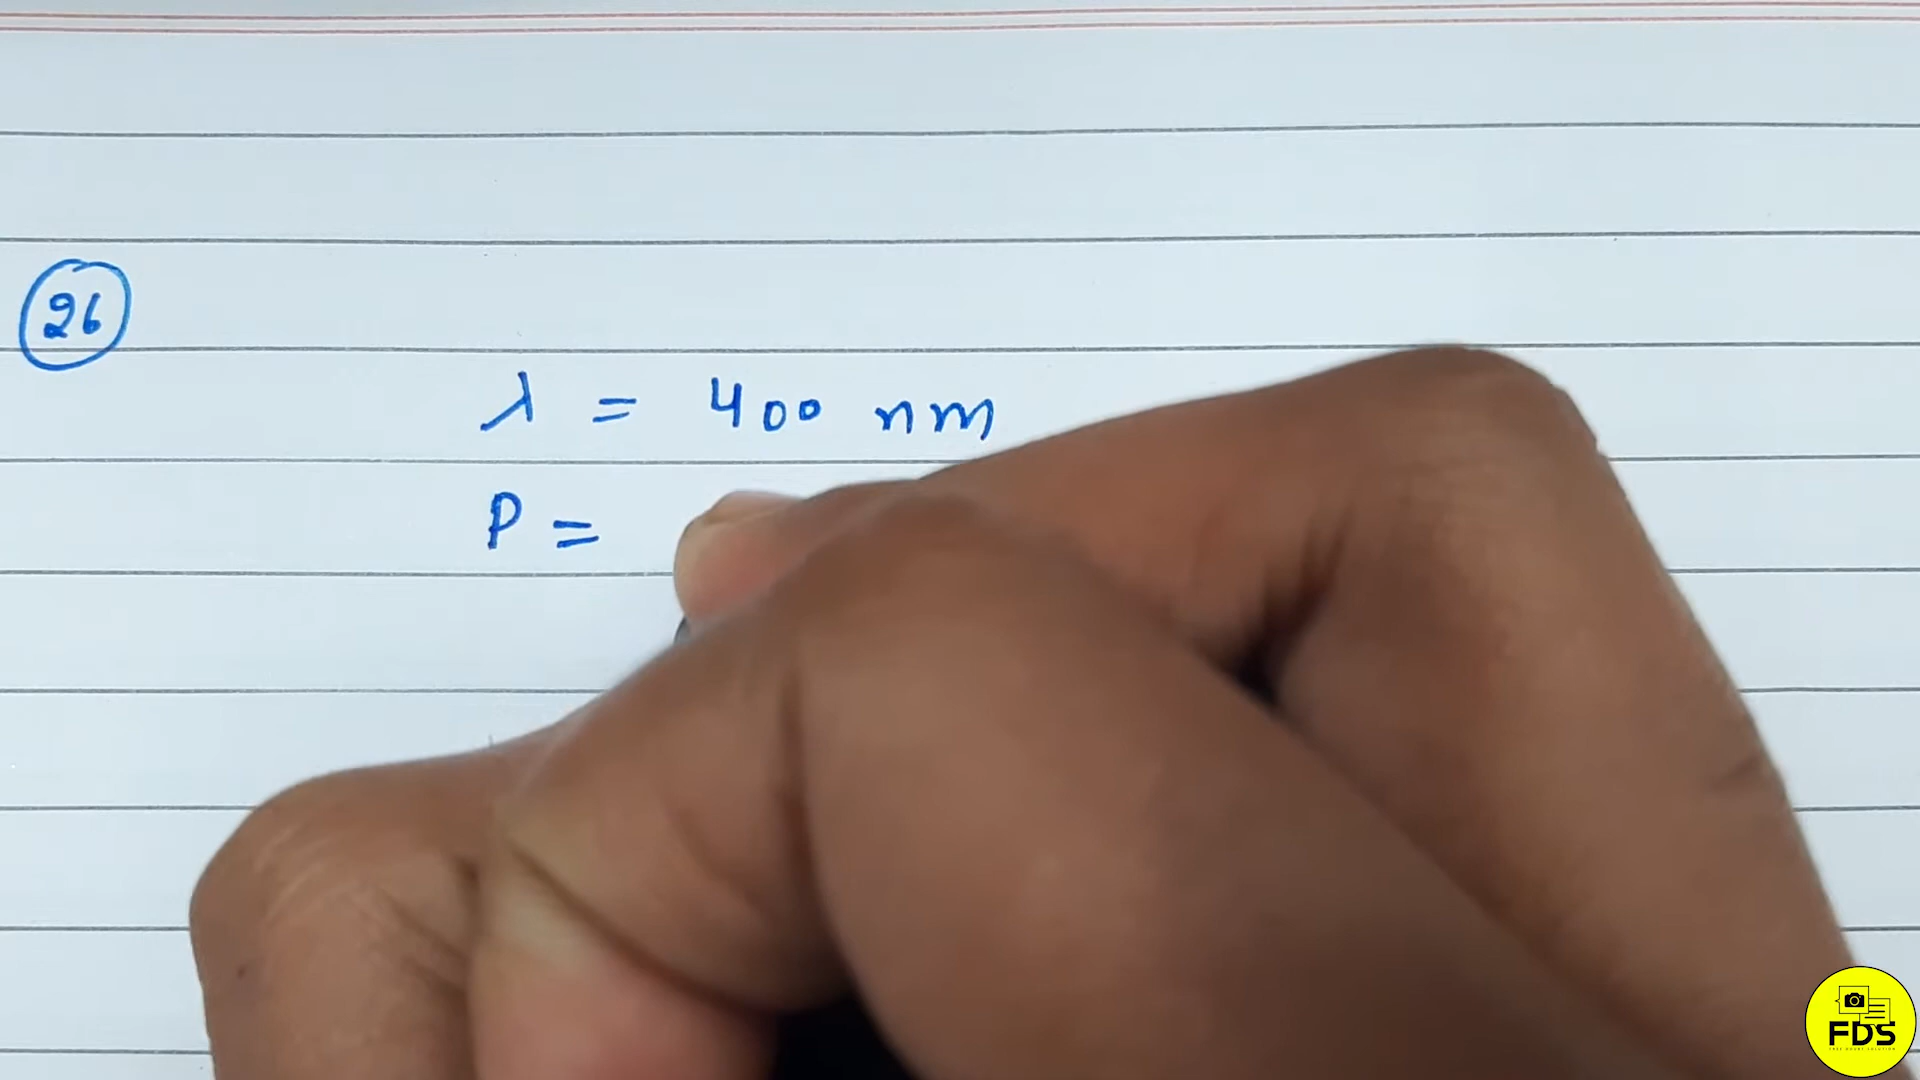 26
λ = 400 nm
P =
FDS